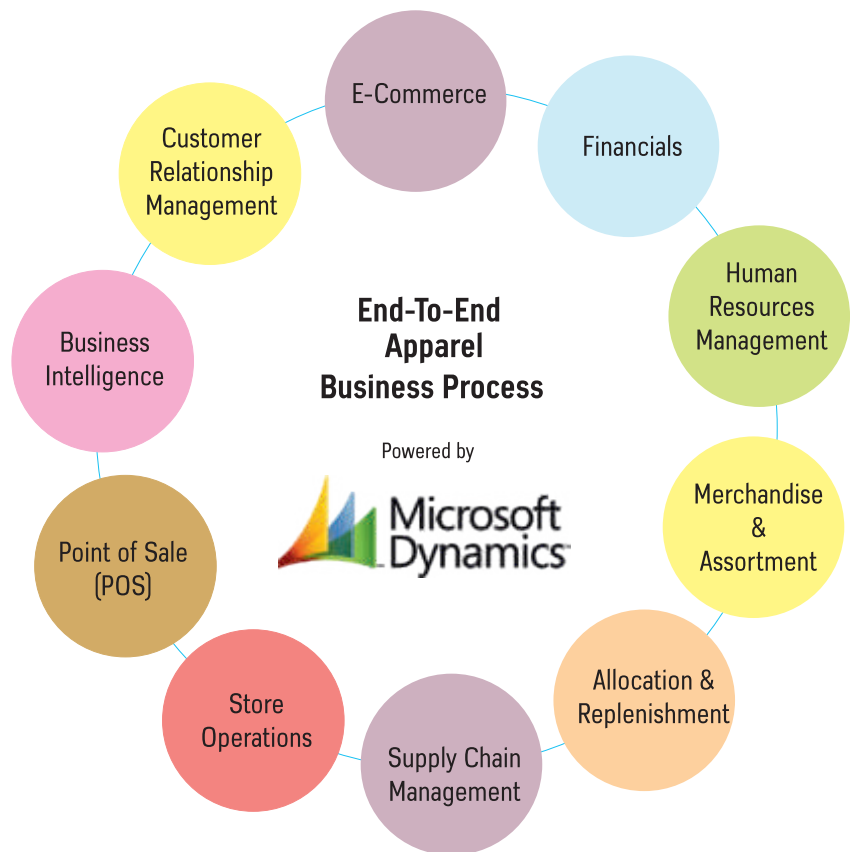 E-Commerce
Financials
Human
Resources
Management
Merchandise
&
Assortment
Allocation &
Replenishment
Supply Chain
Management
Store
Operations
Point of Sale
(POS)
Business
Intelligence
Customer
Relationship
Management
End-To-End
Apparel
Business Process
Powered by
Microsoft
Dynamics™